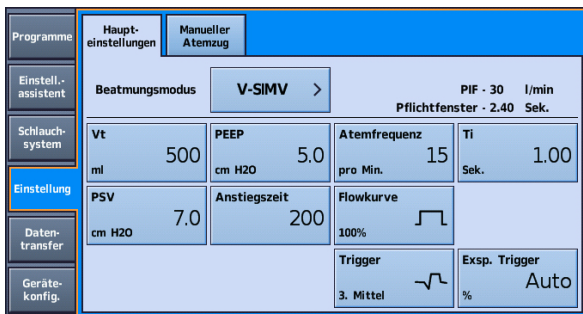 Programme
Haupt-
einstellungen
Manueller
Atemzug
Einstell.-
assistent
Beatmungsmodus
V-SIMV >
PIF - 30 l/min
Pflichtfenster - 2.40 Sek.
Schlauch-
system
Vt
500
ml
PEEP
5.0
cm H2O
Atemfrequenz
15
pro Min.
Ti
1.00
Sek.
Einstellung
PSV
7.0
cm H2O
Anstiegszeit
200
Flowkurve
100%
Daten-
transfer
Trigger
3. Mittel
Exsp. Trigger
Auto
%
Geräte-
konfig.